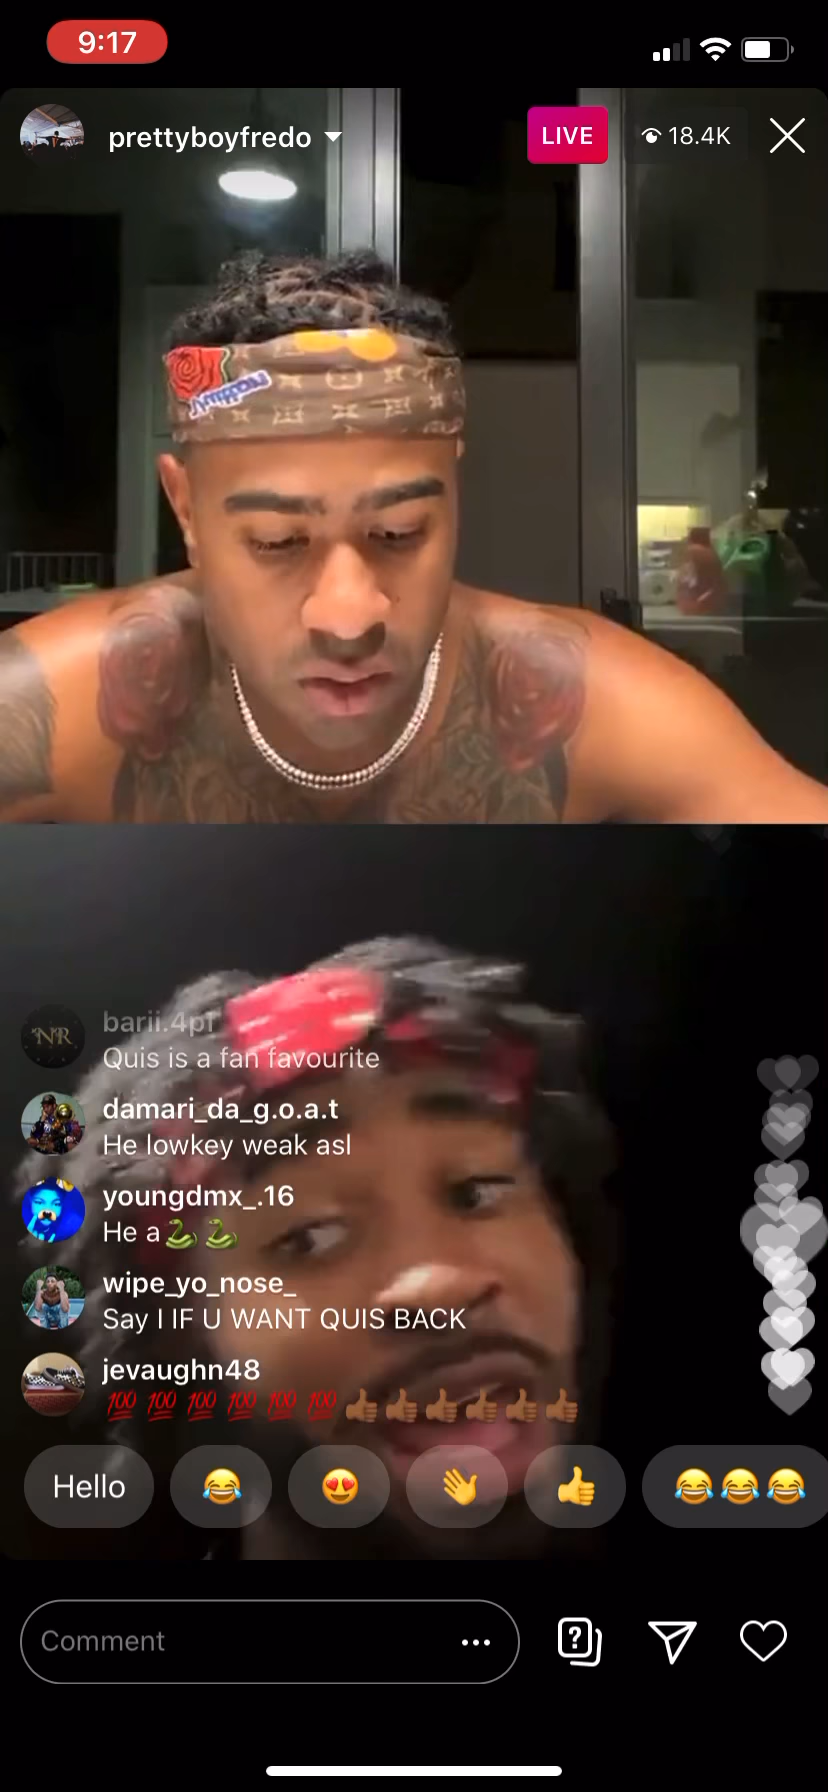 9:17
prettyboyfredo
LIVE
18.4K
NR
barii.4pf
Quis is a fan favourite
damari_da_g.o.a.t
He lowkey weak asl
youngdmx_.16
He a🐍🐍
wipe_yo_nose_
Say I IF U WANT QUIS BACK
jevaughn48
💯💯💯💯💯💯👍🏾👍🏾👍🏾👍🏾👍🏾👍🏾
Hello 😂 😍 👋 👍 😂😂😂
Comment